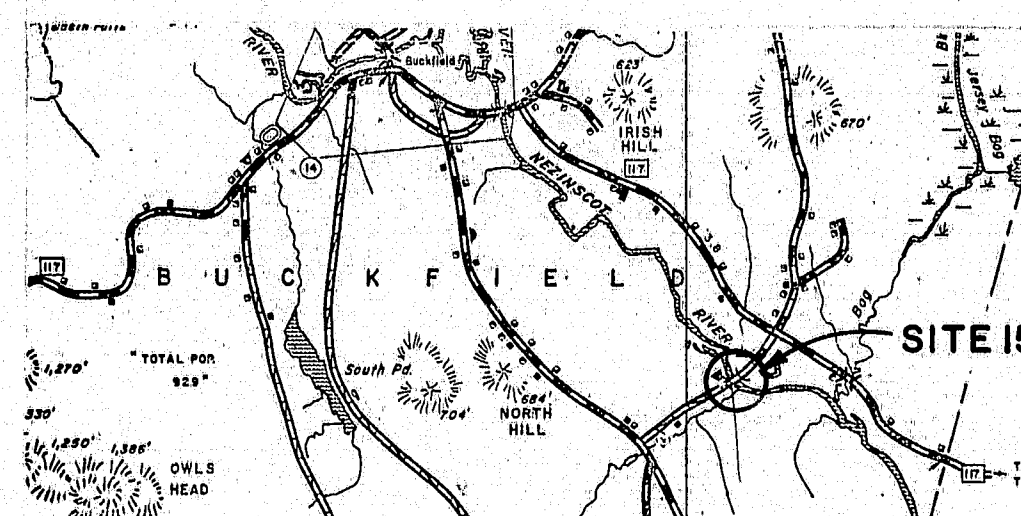 RIVER
Buckfield
623'
IRISH
HILL
670'
Jersey
Bog
14
117
NEZINSCOT
3.8
117
B U C K F I E L D
RIVER
Bog
SITE 15
"TOTAL POP.
929"
1,270'
South Pd.
704'
684'
NORTH
HILL
330'
1,250'
1,386'
OWLS
HEAD
117